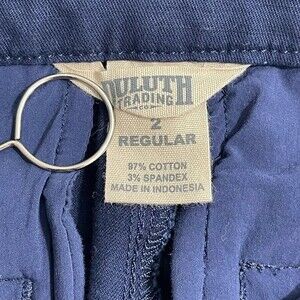 DULUTH
TRADING
CO
2
REGULAR
97% COTTON
3% SPANDEX
MADE IN INDONESIA